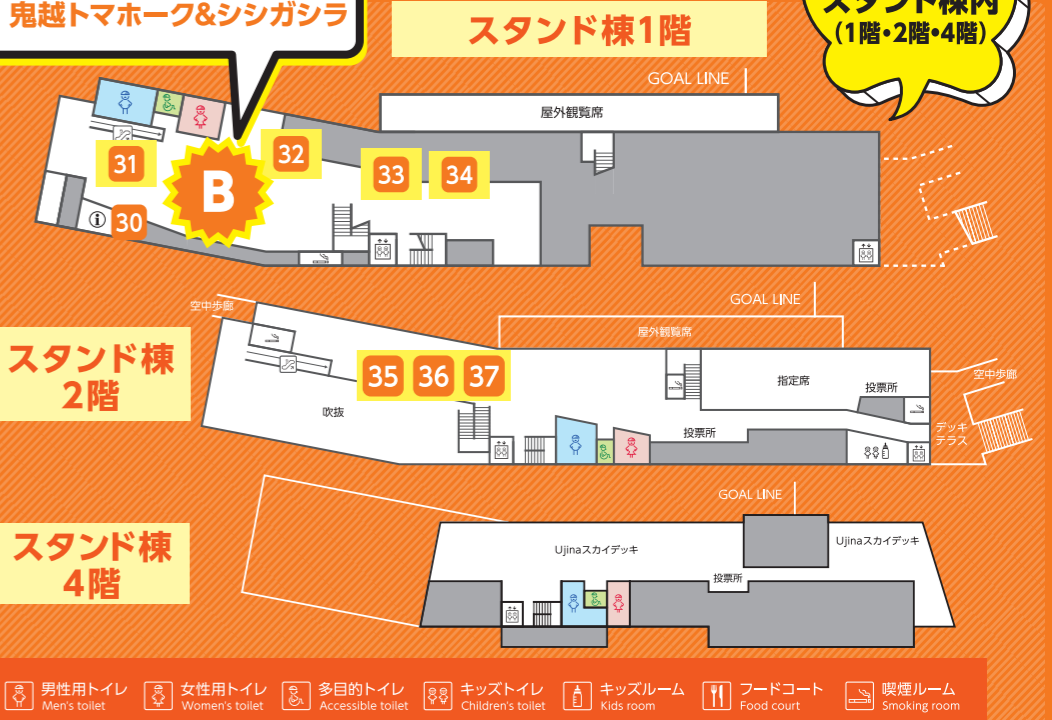 鬼越トマホーク&シシガシラ
スタンド棟1階
スタンド棟内
(1階・2階・4階)
GOAL LINE
屋外観覧席
31
B
32
33
34
30
GOAL LINE
空中歩廊
屋外観覧席
スタンド棟
2階
35 36 37
吹抜
指定席
投票所
空中歩廊
投票所
デッキ
テラス
GOAL LINE
スタンド棟
4階
Ujinaスカイデッキ
Ujinaスカイデッキ
投票所
男性用トイレ
Men's toilet
女性用トイレ
Women's toilet
多目的トイレ
Accessible toilet
キッズトイレ
Children's toilet
キッズルーム
Kids room
フードコート
Food court
喫煙ルーム
Smoking room